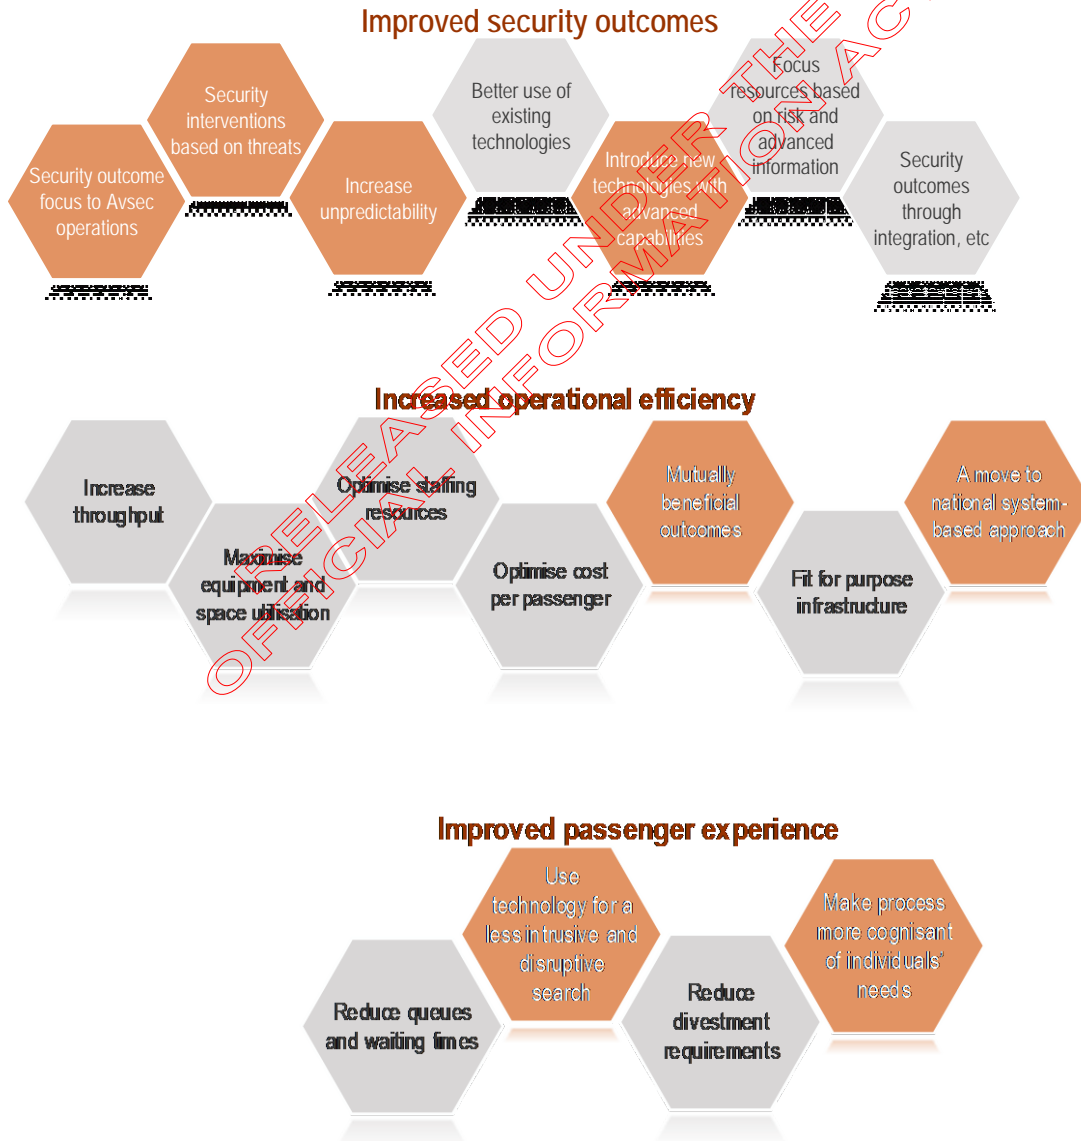 Improved security outcomes
Security outcome
focus to Avsec
operations
Security
interventions
based on threats
Increase
unpredictability
Better use of
existing
technologies
Introduce new
technologies with
advanced
capabilities
Focus
resources based
on risk and
advanced
information
Security
outcomes
through
integration, etc
RELEASED UNDER THE
OFFICIAL INFORMATION ACT
Increased operational efficiency
Increase
throughput
Maximise
equipment and
space utilisation
Optimise staffing
resources
Optimise cost
per passenger
Mutually
beneficial
outcomes
Fit for purpose
infrastructure
A move to
national system-
based approach
Improved passenger experience
Reduce queues
and waiting times
Use
technology for a
less intrusive and
disruptive
search
Reduce
divestment
requirements
Make process
more cognisant
of individuals'
needs